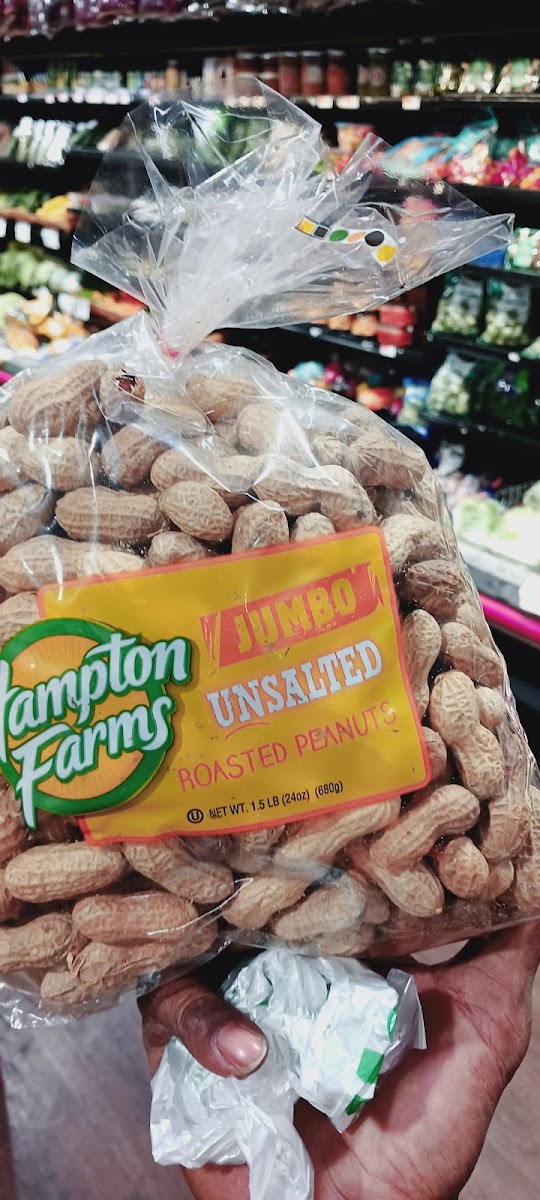 Hampton
Farms
JUMBO
UNSALTED
ROASTED PEANUTS
U NET WT. 1.5 LB (24oz) (680g)